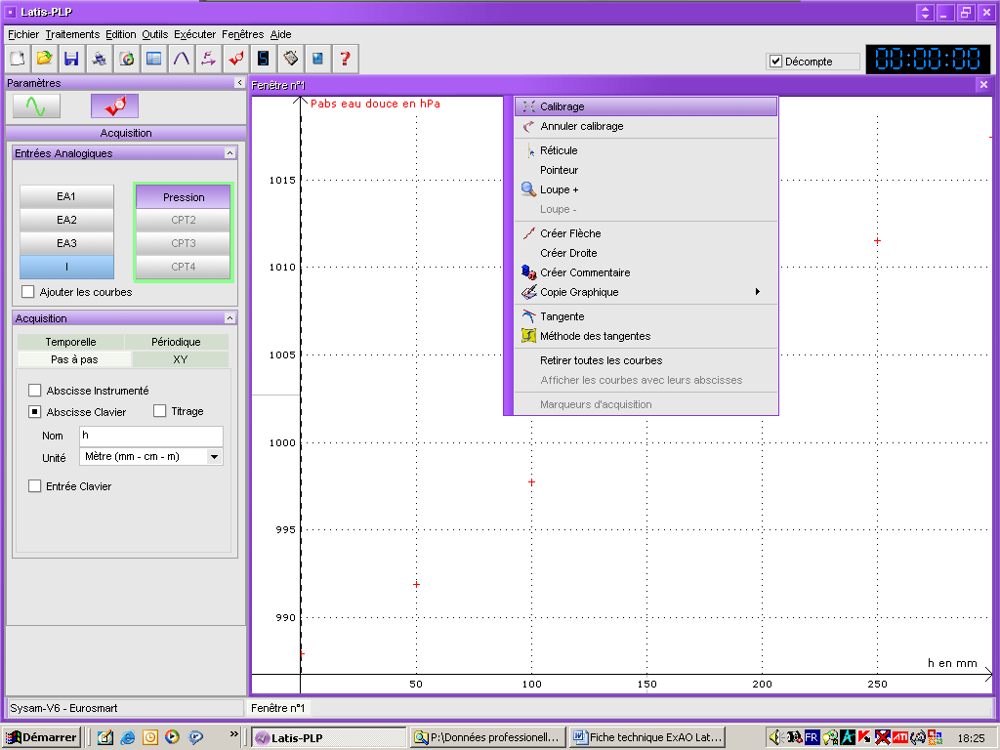 Latis-PLP
Fichier Traitements Edition Outils Exécuter Fenêtres Aide
Décompte
00:00:00
Paramètres
Fenêtre n°1
Acquisition
Entrées Analogiques
EA1
EA2
EA3
I
Pression
CPT2
CPT3
CPT4
Ajouter les courbes
Acquisition
Temporelle Périodique
Pas à pas XY
Abscisse Instrumenté
Abscisse Clavier Titrage
Nom h
Unité Mètre (mm - cm - m)
Entrée Clavier
Pabs eau douce en hPa
1015
1010
1005
1000
995
990
50 100 150 200 250
h en mm
Calibrage
Annuler calibrage
Réticule
Pointeur
Loupe +
Loupe -
Créer Flèche
Créer Droite
Créer Commentaire
Copie Graphique
Tangente
Méthode des tangentes
Retirer toutes les courbes
Afficher les courbes avec leurs abscisses
Marqueurs d'acquisition
Sysam-V6 - Eurosmart
Fenêtre n°1
Démarrer
»
Latis-PLP
P:\Données professionell...
Fiche technique ExAO Lat...
FR
ATI
18:25